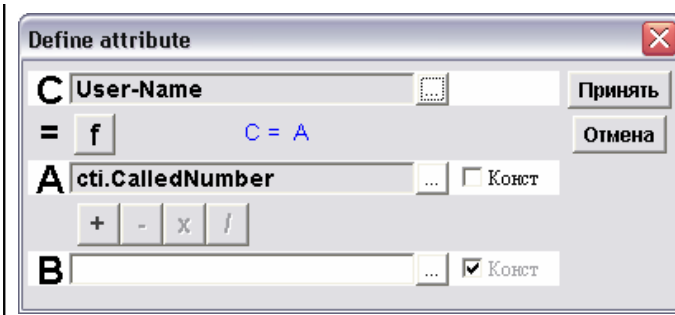 Define attribute
C User-Name ... Принять
= f C = A Отмена
A cti.CalledNumber ... Конст
+ - x /
B ... Конст